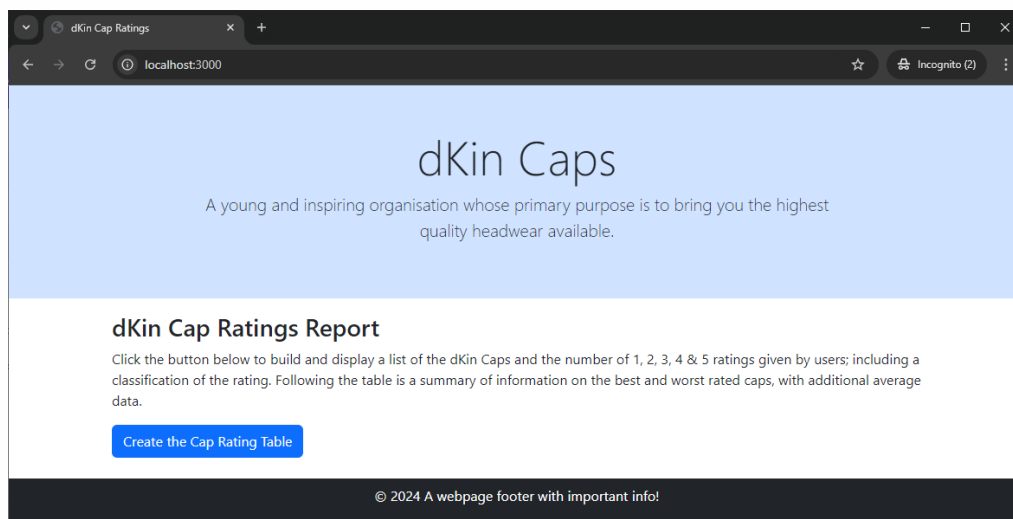 dKin Cap Ratings
localhost:3000
Incognito (2)
dKin Caps
A young and inspiring organisation whose primary purpose is to bring you the highest
quality headwear available.
dKin Cap Ratings Report
Click the button below to build and display a list of the dKin Caps and the number of 1, 2, 3, 4 & 5 ratings given by users; including a
classification of the rating. Following the table is a summary of information on the best and worst rated caps, with additional average
data.
Create the Cap Rating Table
© 2024 A webpage footer with important info!